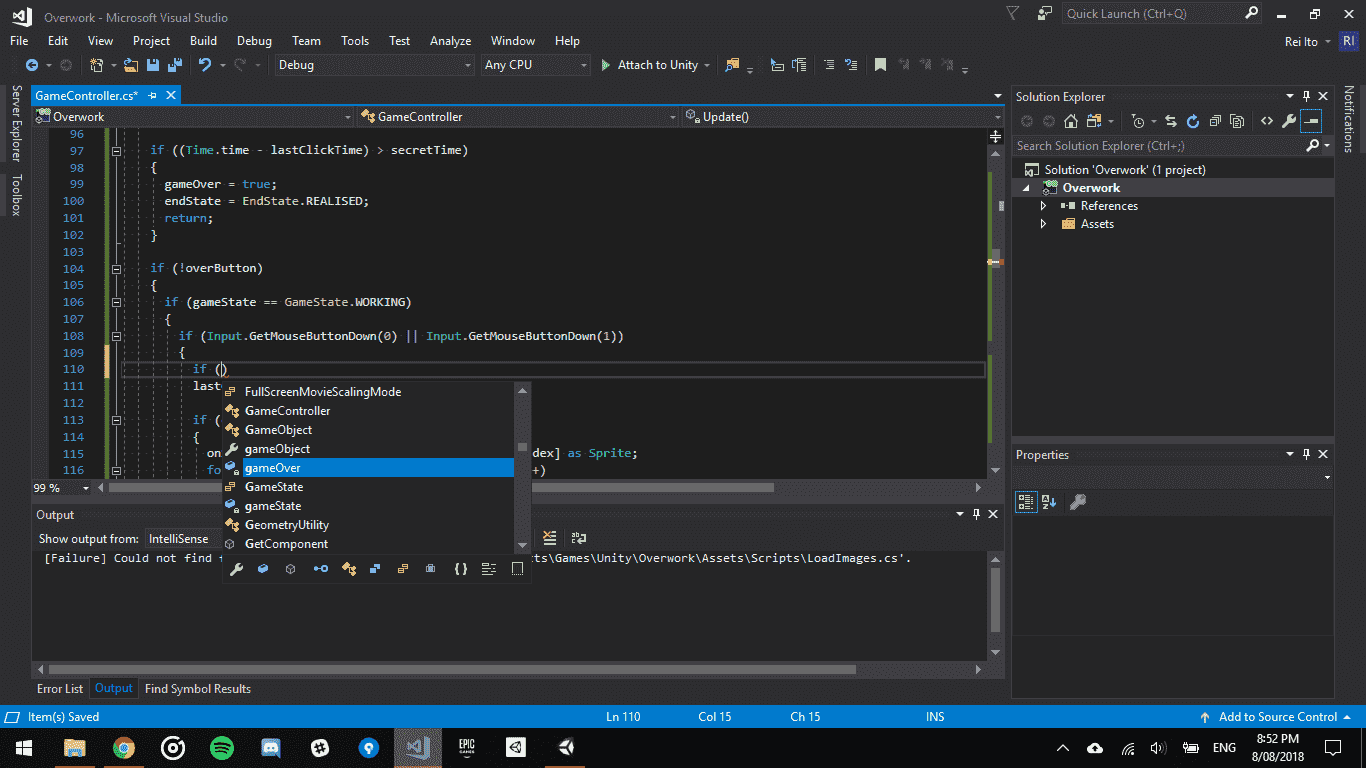 Overwork - Microsoft Visual Studio
Quick Launch (Ctrl+Q)
File Edit View Project Build Debug Team Tools Test Analyze Window Help
Rei Ito RI
Debug Any CPU Attach to Unity
Server Explorer
Toolbox
Notifications
GameController.cs*
Overwork GameController Update()
96
97 if ((Time.time - lastClickTime) > secretTime)
98 {
99 gameOver = true;
100 endState = EndState.REALISED;
101 return;
102 }
103
104 if (!overButton)
105 {
106 if (gameState == GameState.WORKING)
107 {
108 if (Input.GetMouseButtonDown(0) || Input.GetMouseButtonDown(1))
109 {
110 if ()
111 last
112
113 if (
114 {
115 on dex] as Sprite;
116 fo +)
FullScreenMovieScalingMode
GameController
GameObject
gameObject
gameOver
GameState
gameState
GeometryUtility
GetComponent
99 %
Output
Show output from: IntelliSense
[Failure] Could not find ts\Games\Unity\Overwork\Assets\Scripts\LoadImages.cs'.
Error List Output Find Symbol Results
Solution Explorer
Search Solution Explorer (Ctrl+;)
Solution 'Overwork' (1 project)
Overwork
References
Assets
Properties
Item(s) Saved Ln 110 Col 15 Ch 15 INS Add to Source Control
EPIC GAMES
ENG
8:52 PM
8/08/2018